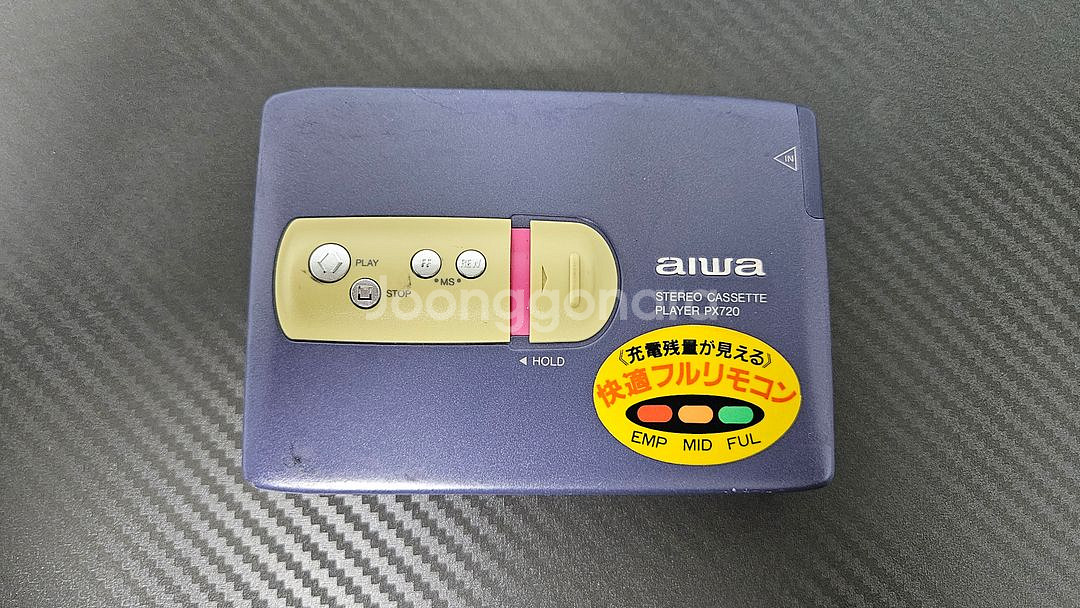 IN
aiwa
STEREO CASSETTE
PLAYER PX720
PLAY
STOP
FF
REW
•MS•
◀ HOLD
《充電残量が見える》
快適フルリモコン
EMP MID FUL
Joonggonara